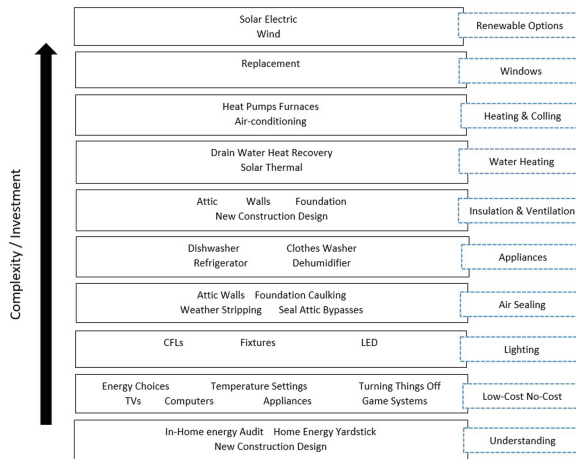 Solar Electric
Wind
Renewable Options
Replacement
Windows
Heat Pumps Furnaces
Air-conditioning
Heating & Colling
Drain Water Heat Recovery
Solar Thermal
Water Heating
Attic Walls Foundation
New Construction Design
Insulation & Ventilation
Dishwasher Clothes Washer
Refrigerator Dehumidifier
Appliances
Attic Walls Foundation Caulking
Weather Stripping Seal Attic Bypasses
Air Sealing
CFLs Fixtures LED
Lighting
Energy Choices Temperature Settings Turning Things Off
TVs Computers Appliances Game Systems
Low-Cost No-Cost
In-Home energy Audit Home Energy Yardstick
New Construction Design
Understanding
Complexity / Investment